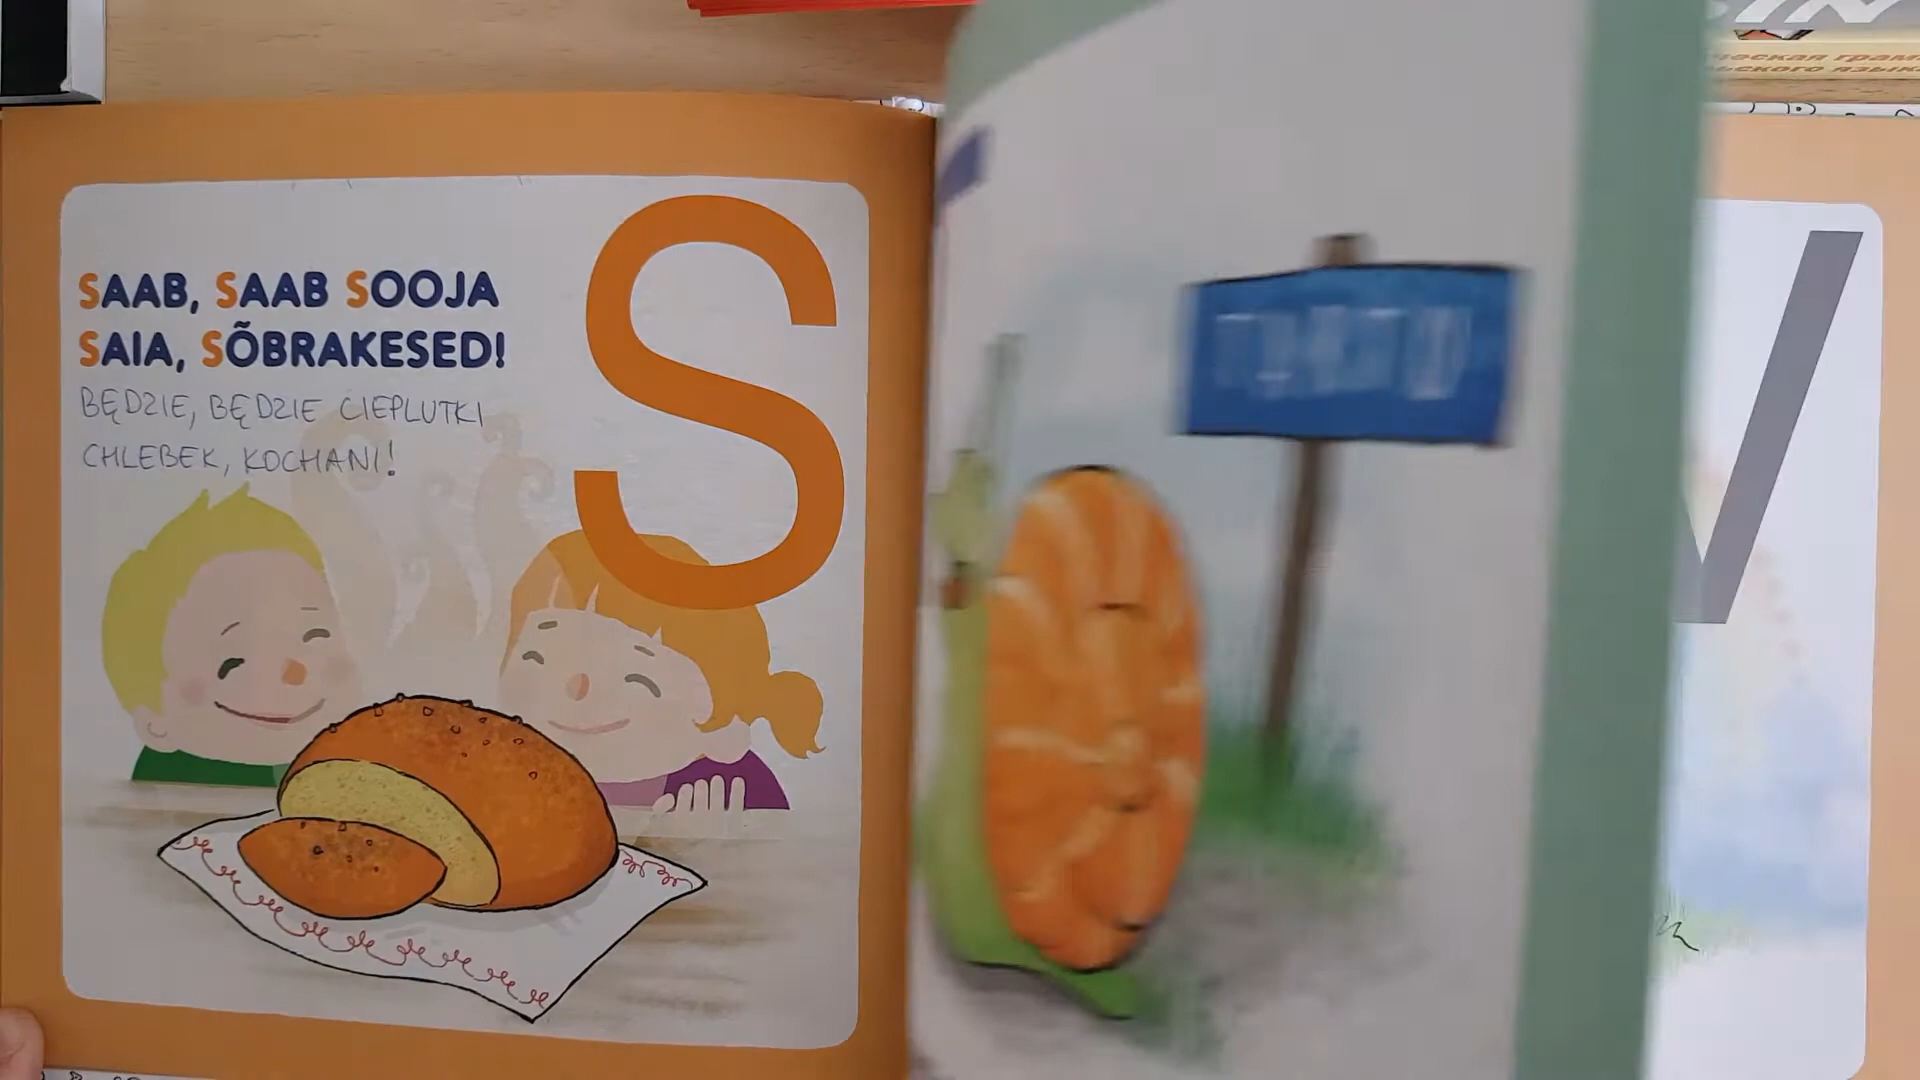 SAAB, SAAB SOOJA
SAIA, SÕBRAKESED!
BĘDZIE, BĘDZIE CIEPLUTKI
CHLEBEK, KOCHANI!
S
V